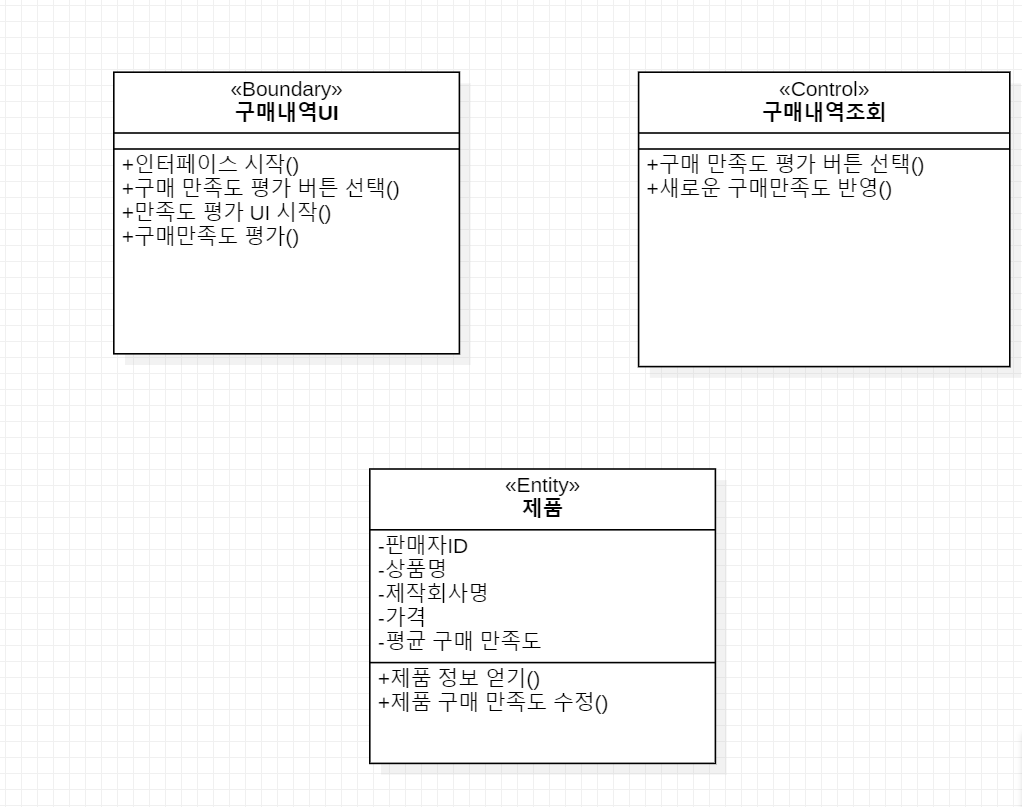 «Boundary»
구매내역UI
+인터페이스 시작()
+구매 만족도 평가 버튼 선택()
+만족도 평가 UI 시작()
+구매만족도 평가()
«Control»
구매내역조회
+구매 만족도 평가 버튼 선택()
+새로운 구매만족도 반영()
«Entity»
제품
-판매자ID
-상품명
-제작회사명
-가격
-평균 구매 만족도
+제품 정보 얻기()
+제품 구매 만족도 수정()